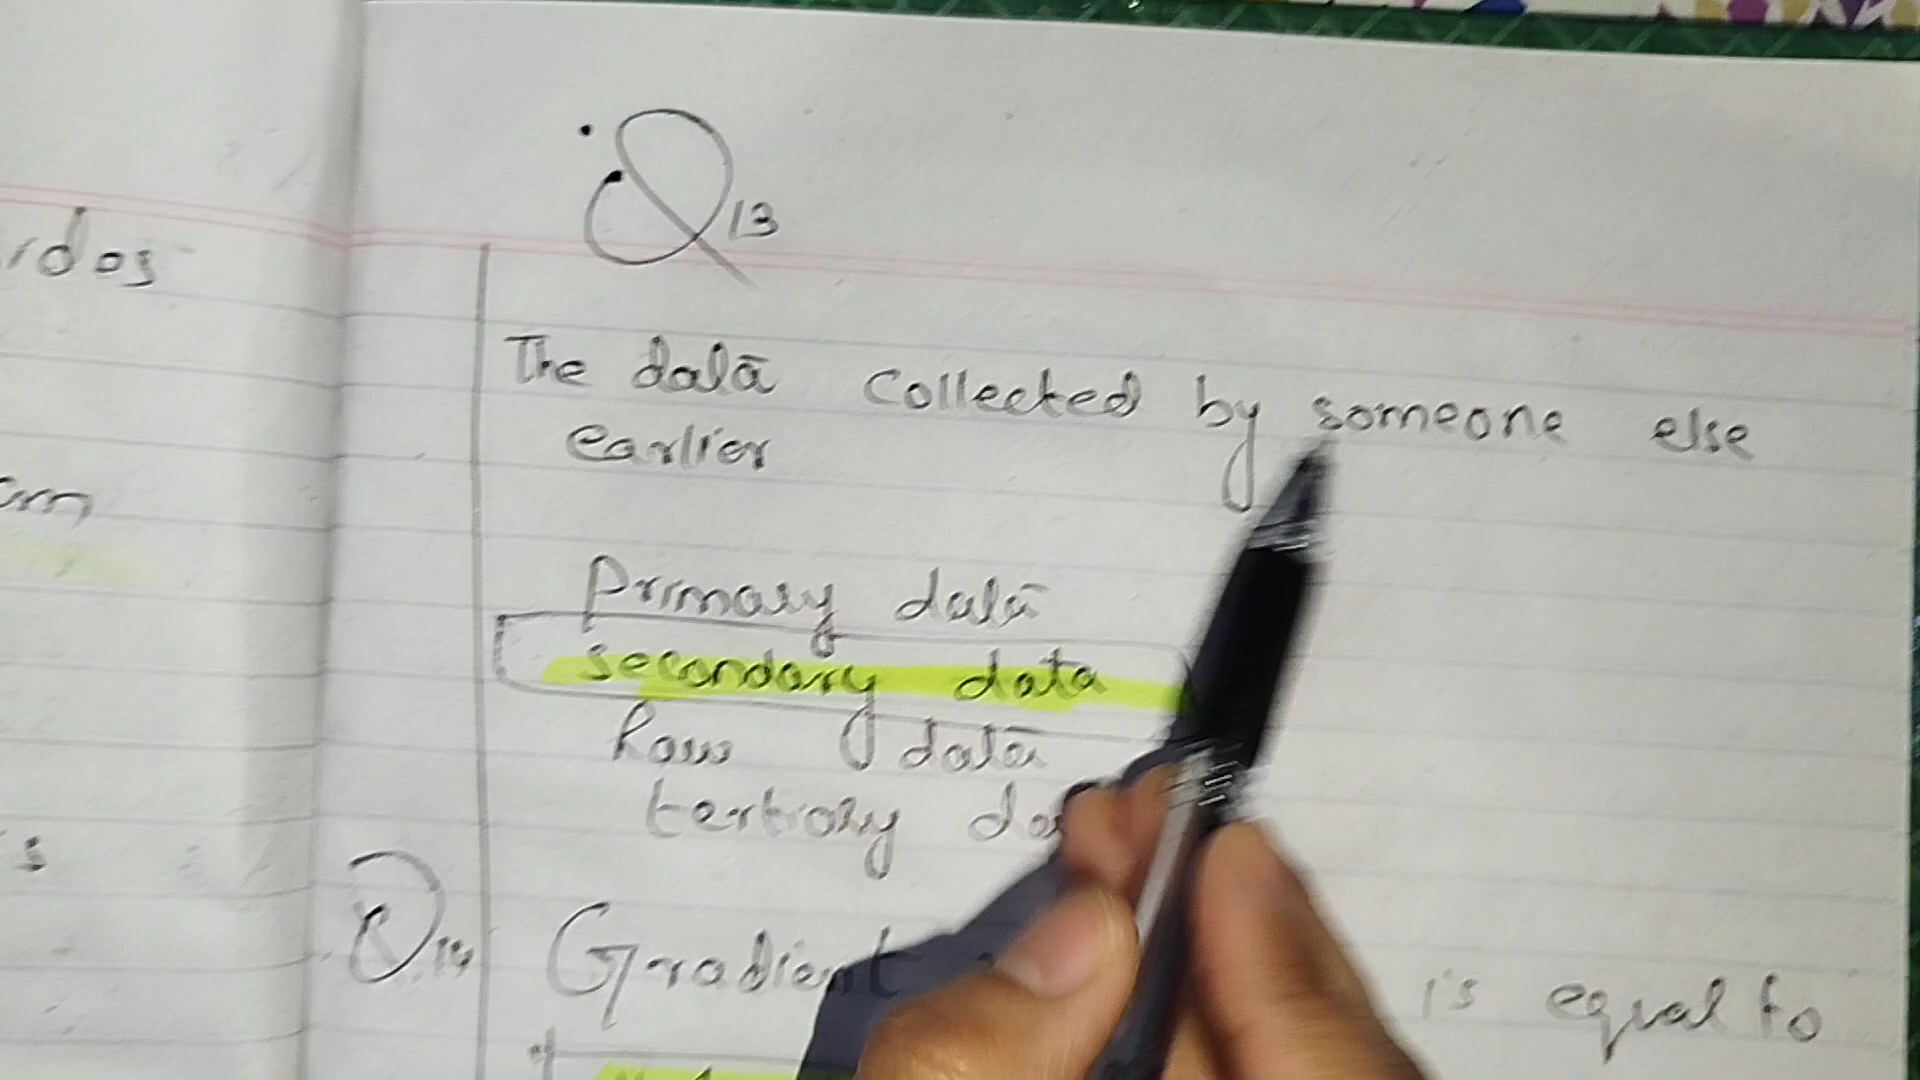 Q13
The data collected by someone else
earlier
Primary data
secondary data
Raw data
tertiary
Q14 Gradient is equal to